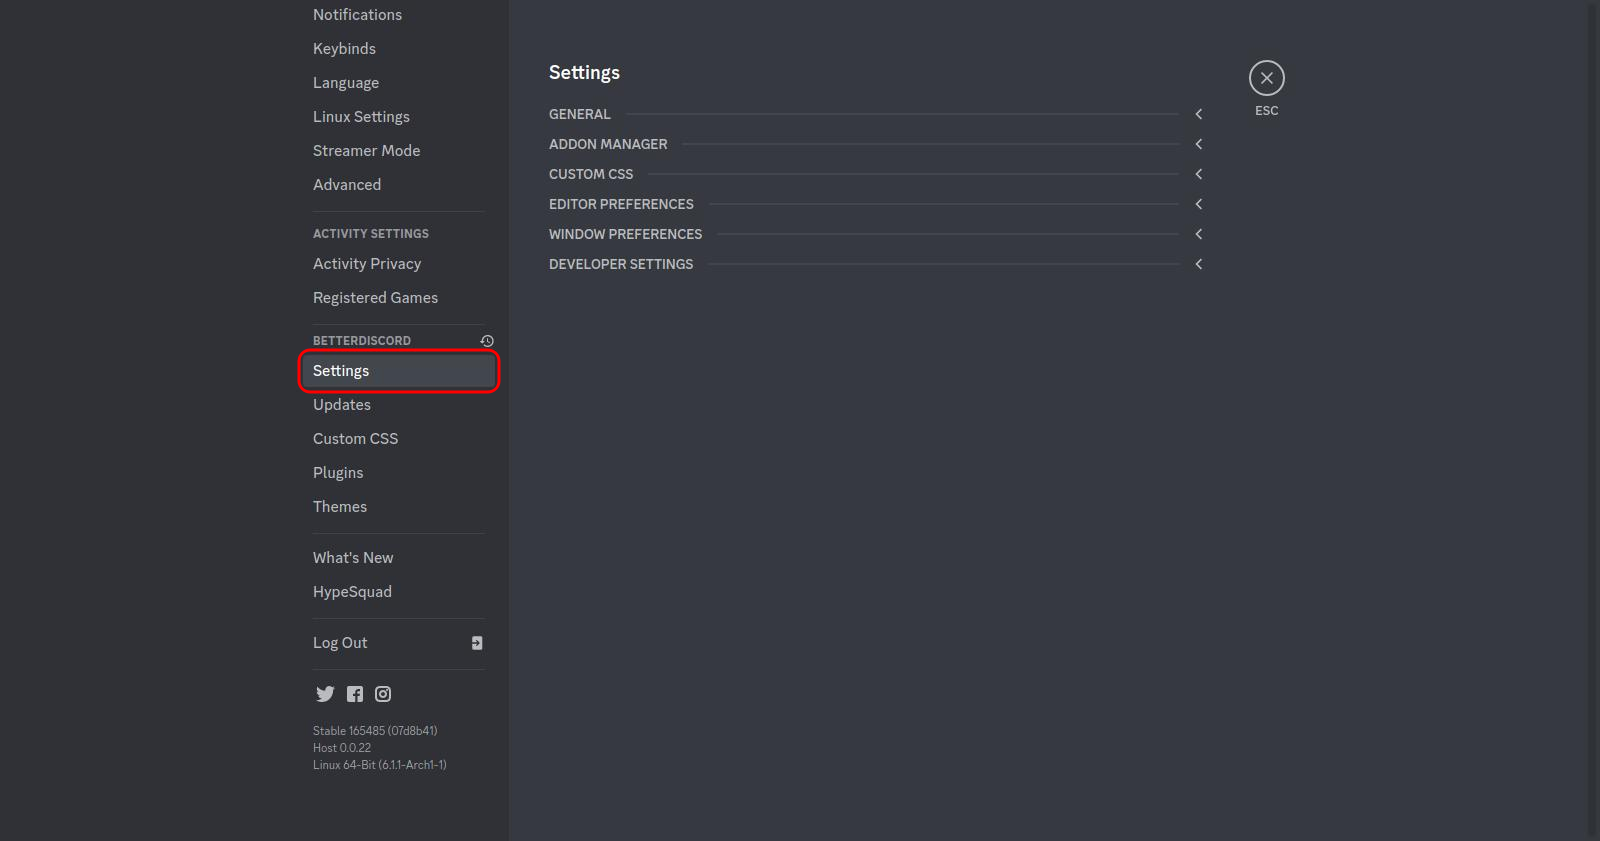 Notifications
Keybinds
Language
Linux Settings
Streamer Mode
Advanced
ACTIVITY SETTINGS
Activity Privacy
Registered Games
BETTERDISCORD
Settings
Updates
Custom CSS
Plugins
Themes
What's New
HypeSquad
Log Out
Stable 165485 (07d8b41)
Host 0.0.22
Linux 64-Bit (6.1.1-Arch1-1)
Settings
GENERAL
ADDON MANAGER
CUSTOM CSS
EDITOR PREFERENCES
WINDOW PREFERENCES
DEVELOPER SETTINGS
ESC